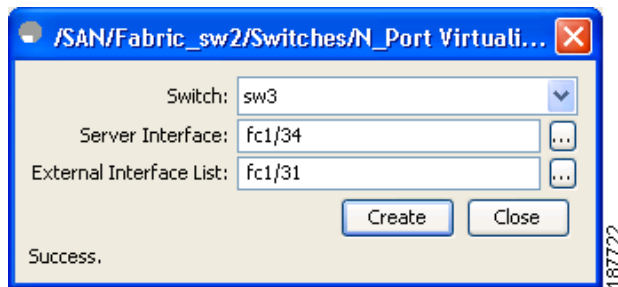 /SAN/Fabric_sw2/Switches/N_Port Virtuali...
Switch: sw3
Server Interface: fc1/34 ...
External Interface List: fc1/31 ...
Create Close
Success.
187722